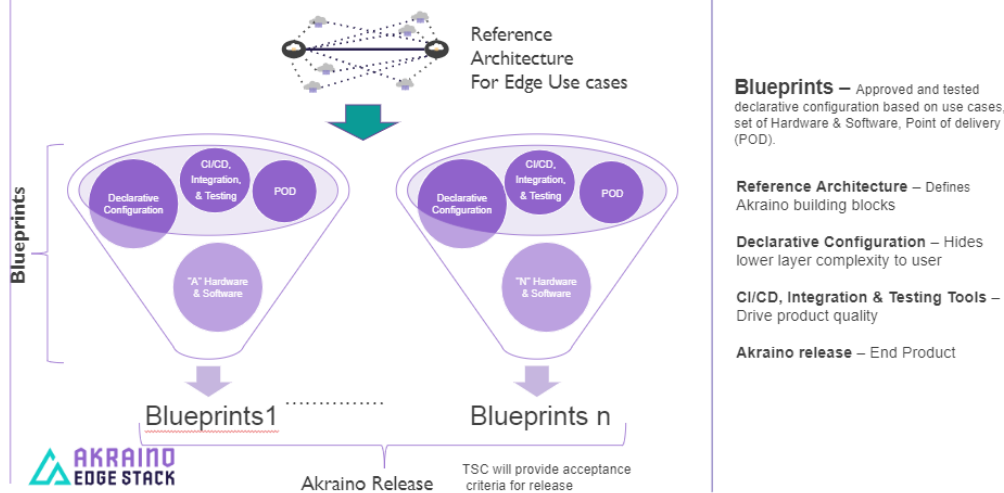 Reference
Architecture
For Edge Use cases
Blueprints
Declarative
Configuration
CI/CD,
Integration,
& Testing
POD
"A" Hardware
& Software
Declarative
Configuration
CI/CD,
Integration,
& Testing
POD
"N" Hardware
& Software
Blueprints1
....................
Blueprints n
Akraino Release
TSC will provide acceptance
criteria for release
AKRAINO
EDGE STACK
Blueprints – Approved and tested
declarative configuration based on use cases,
set of Hardware & Software, Point of delivery
(POD).
Reference Architecture – Defines
Akraino building blocks
Declarative Configuration – Hides
lower layer complexity to user
CI/CD, Integration & Testing Tools –
Drive product quality
Akraino release – End Product